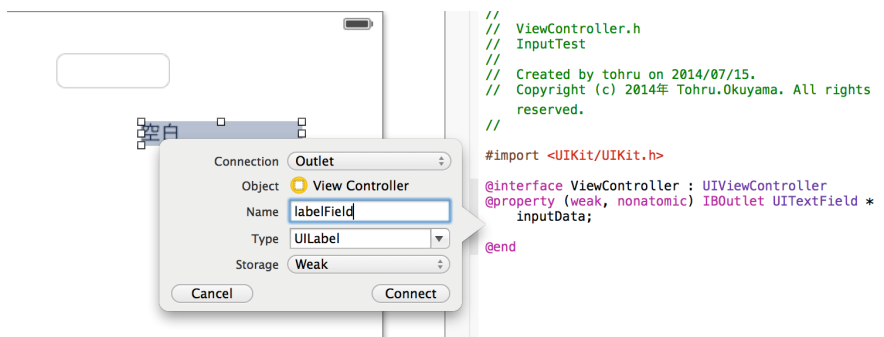 空白
Connection Outlet
Object View Controller
Name labelField
Type UILabel
Storage Weak
Cancel Connect
//
// ViewController.h
// InputTest
//
// Created by tohru on 2014/07/15.
// Copyright (c) 2014年 Tohru.Okuyama. All rights
reserved.
//
#import <UIKit/UIKit.h>
@interface ViewController : UIViewController
@property (weak, nonatomic) IBOutlet UITextField *
inputData;
@end